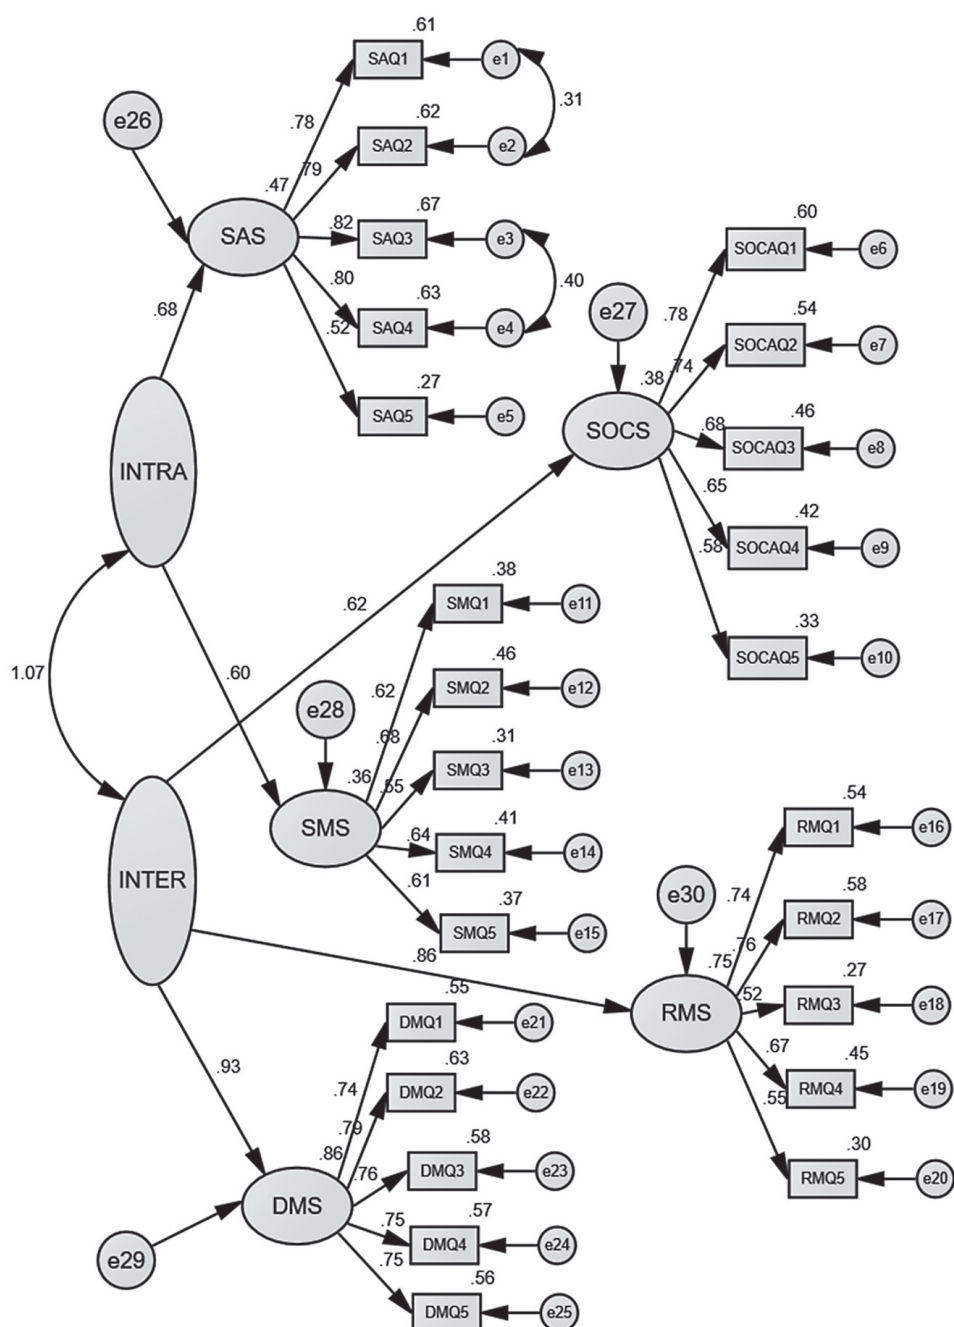 .61
SAQ1
e1
.31
e26
.78
.62
SAQ2
e2
.79
.47
SAS
.67
.82
SAQ3
e3
.40
.80
.63
SAQ4
e4
.52
.27
SAQ5
e5
.68
INTRA
.60
SOCAQ1
e6
e27
.78
.54
SOCAQ2
e7
.74
.38
SOCS
.46
.68
SOCAQ3
e8
.65
.42
SOCAQ4
e9
.58
.33
SOCAQ5
e10
.62
1.07
.60
.38
SMQ1
e11
.62
.46
SMQ2
e12
e28
.68
.31
SMQ3
e13
.36
.55
SMS
.41
.64
SMQ4
e14
.61
.37
SMQ5
e15
INTER
.86
.54
RMQ1
e16
e30
.74
.58
RMQ2
e17
.76
.75
RMS
.27
.52
RMQ3
e18
.67
.45
RMQ4
e19
.55
.30
RMQ5
e20
.93
.55
DMQ1
e21
.74
.63
DMQ2
e22
.79
.86
.58
.76
DMQ3
e23
DMS
.57
.75
DMQ4
e24
.75
.56
DMQ5
e25
e29